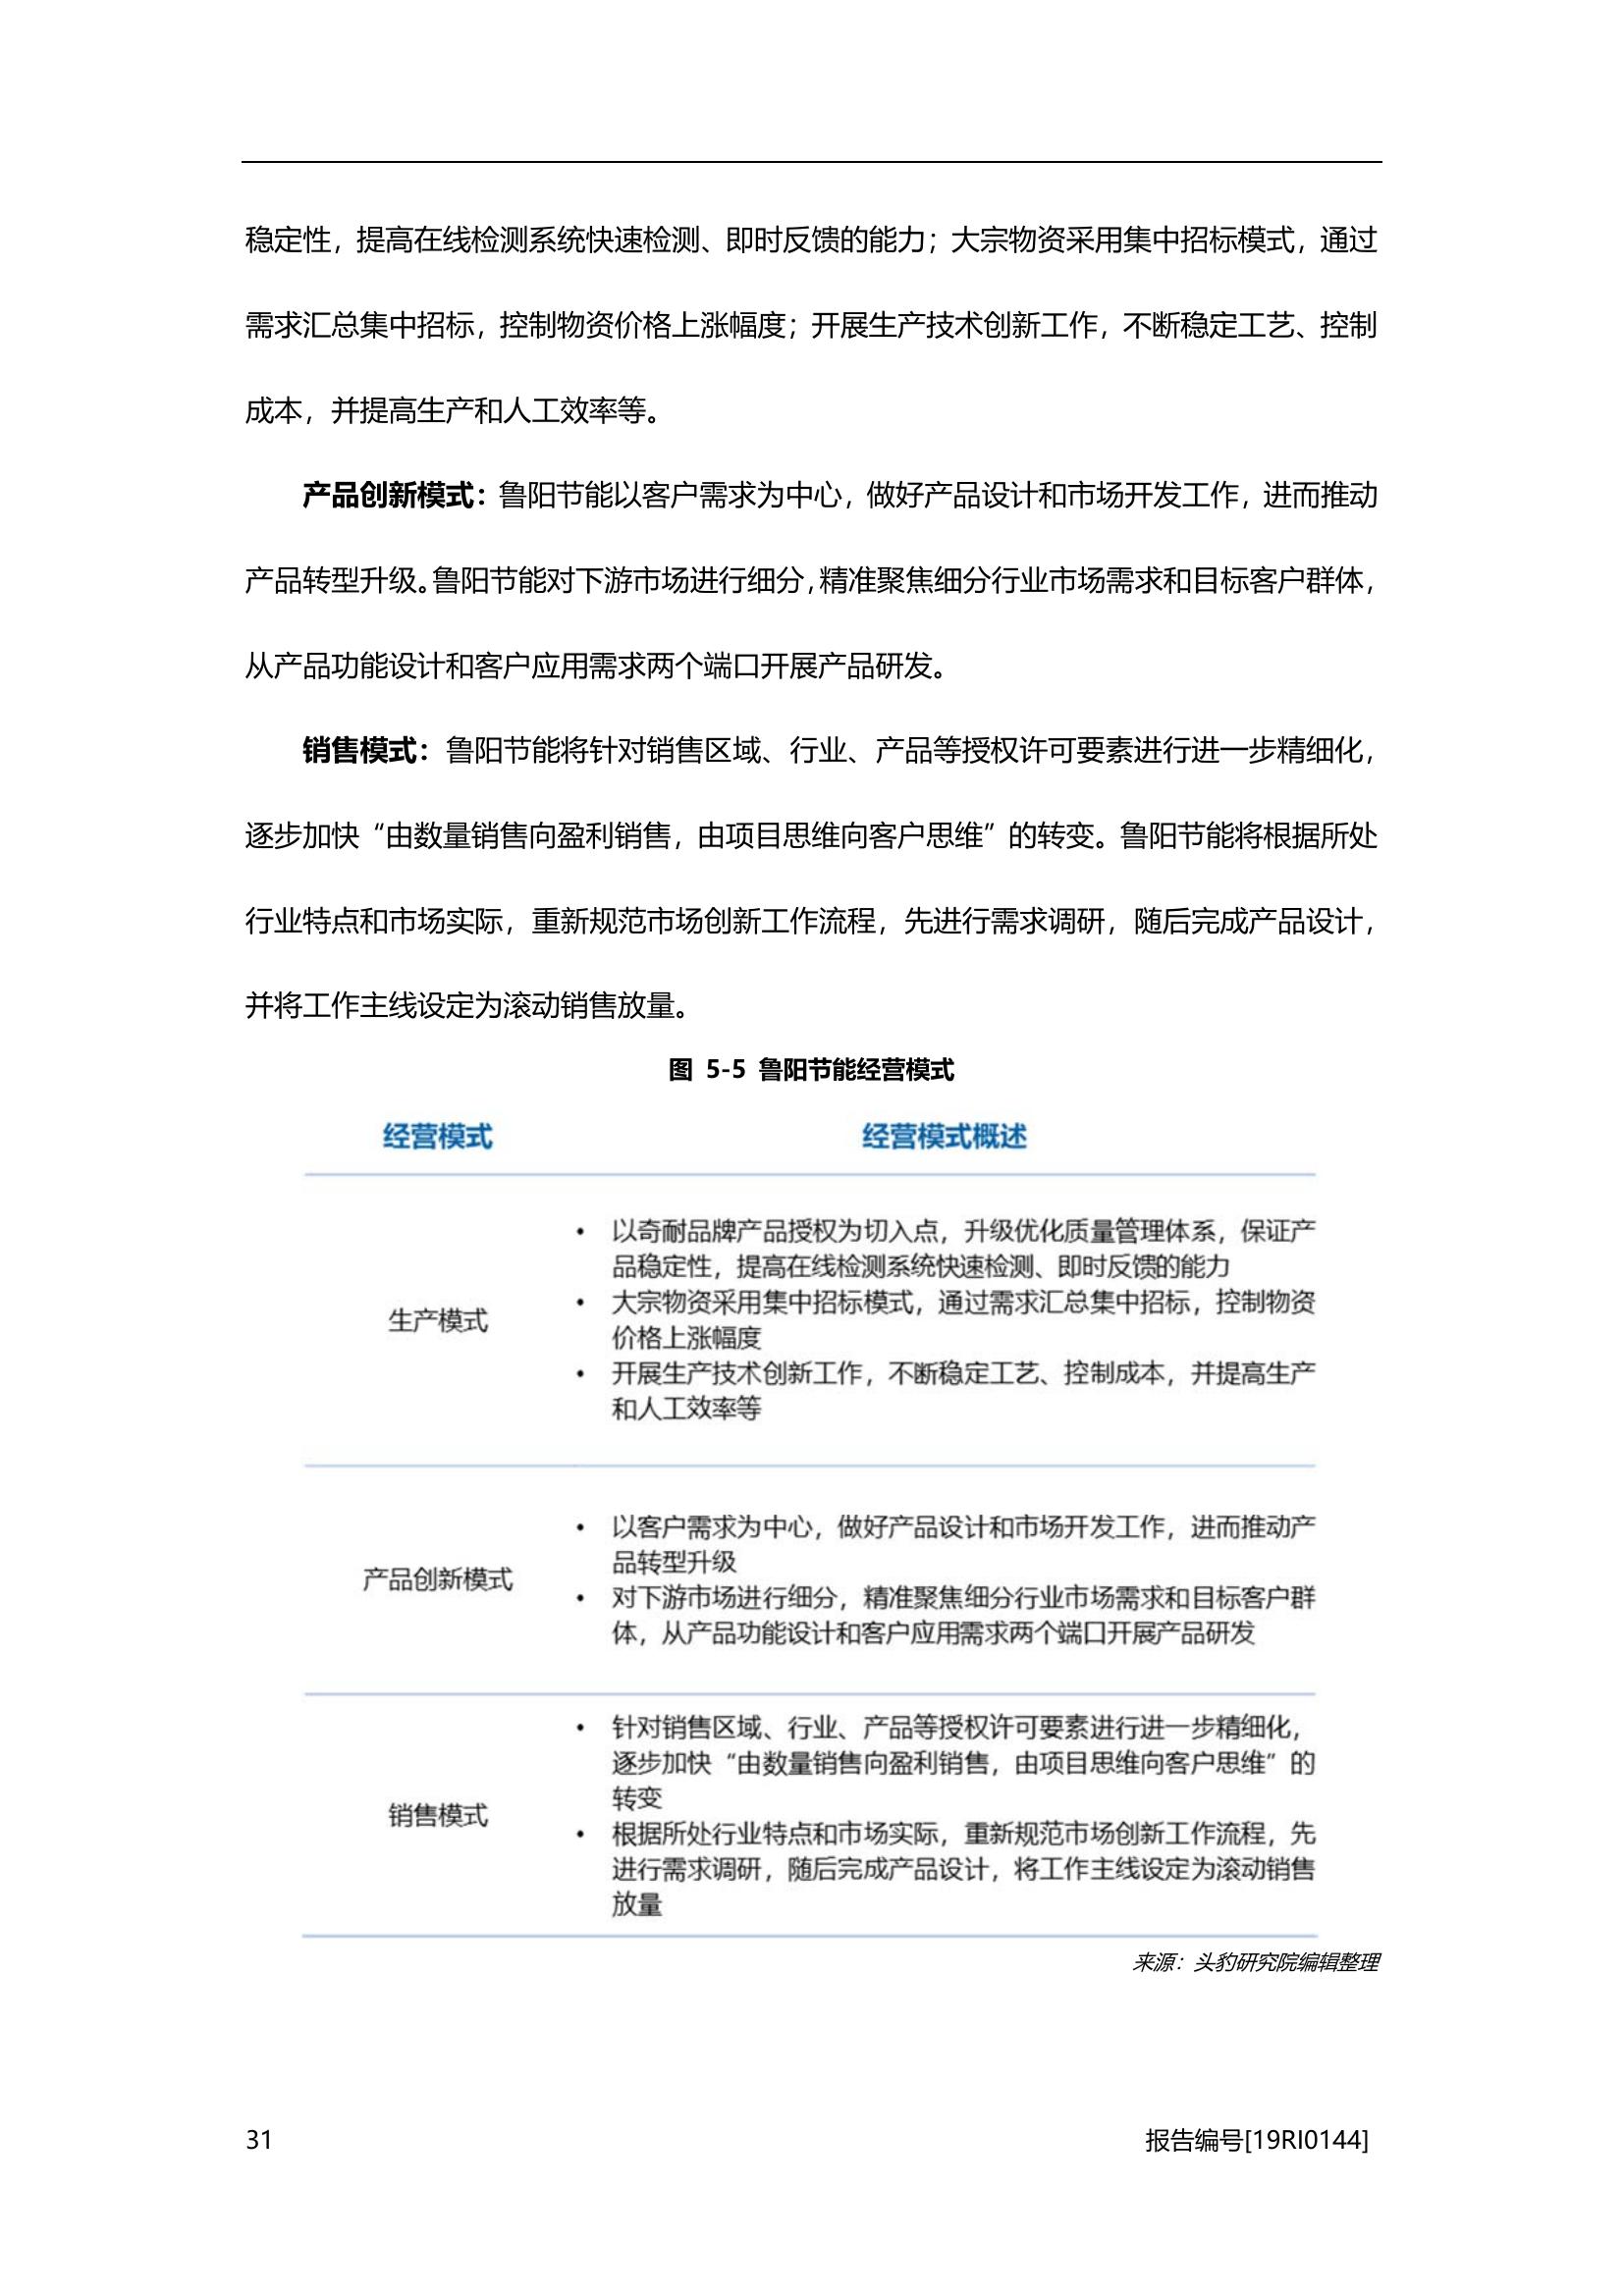 稳定性，提高在线检测系统快速检测、即时反馈的能力；大宗物资采用集中招标模式，通过
需求汇总集中招标，控制物资价格上涨幅度；开展生产技术创新工作，不断稳定工艺、控制
成本，并提高生产和人工效率等。
产品创新模式：鲁阳节能以客户需求为中心，做好产品设计和市场开发工作，进而推动
产品转型升级。鲁阳节能对下游市场进行细分，精准聚焦细分行业市场需求和目标客户群体，
从产品功能设计和客户应用需求两个端口开展产品研发。
销售模式：鲁阳节能将针对销售区域、行业、产品等授权许可要素进行进一步精细化，
逐步加快“由数量销售向盈利销售，由项目思维向客户思维”的转变。鲁阳节能将根据所处
行业特点和市场实际，重新规范市场创新工作流程，先进行需求调研，随后完成产品设计，
并将工作主线设定为滚动销售放量。
图 5-5 鲁阳节能经营模式
经营模式 经营模式概述
生产模式
• 以奇耐品牌产品授权为切入点，升级优化质量管理体系，保证产
品稳定性，提高在线检测系统快速检测、即时反馈的能力
• 大宗物资采用集中招标模式，通过需求汇总集中招标，控制物资
价格上涨幅度
• 开展生产技术创新工作，不断稳定工艺、控制成本，并提高生产
和人工效率等
产品创新模式
• 以客户需求为中心，做好产品设计和市场开发工作，进而推动产
品转型升级
• 对下游市场进行细分，精准聚焦细分行业市场需求和目标客户群
体，从产品功能设计和客户应用需求两个端口开展产品研发
销售模式
• 针对销售区域、行业、产品等授权许可要素进行进一步精细化，
逐步加快“由数量销售向盈利销售，由项目思维向客户思维”的
转变
• 根据所处行业特点和市场实际，重新规范市场创新工作流程，先
进行需求调研，随后完成产品设计，将工作主线设定为滚动销售
放量
来源：头豹研究院编辑整理
31 报告编号[19RI0144]